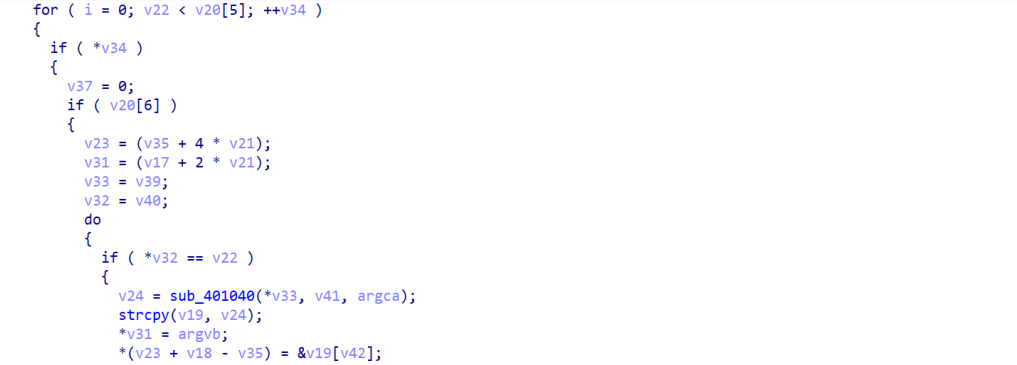 for ( i = 0; v22 < v20[5]; ++v34 )
{
if ( *v34 )
{
v37 = 0;
if ( v20[6] )
{
v23 = (v35 + 4 * v21);
v31 = (v17 + 2 * v21);
v33 = v39;
v32 = v40;
do
{
if ( *v32 == v22 )
{
v24 = sub_401040(*v33, v41, argca);
strcpy(v19, v24);
*v31 = argvb;
*(v23 + v18 - v35) = &v19[v42];